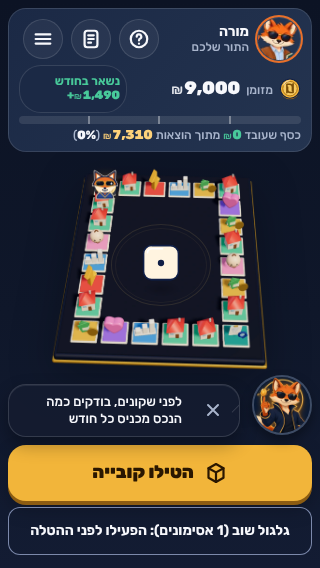 מורה
התור שלכם
מזומן 9,000 ₪
נשאר בחודש
+1,490 ₪
כסף שעובד 0 ₪ מתוך הוצאות 7,310 ₪ (0%)
לפני שקונים, בודקים כמה
הנכס מכניס כל חודש
הטילו קובייה
גלגול שוב (1 אסימונים): הפעילו לפני ההטלה